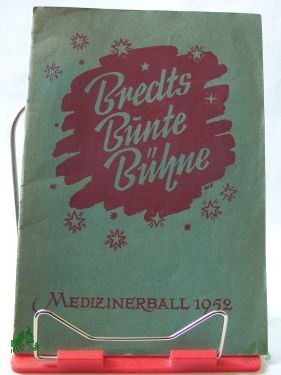 Bredts
Bunte
Bühne
MEDIZINERBALL 1952